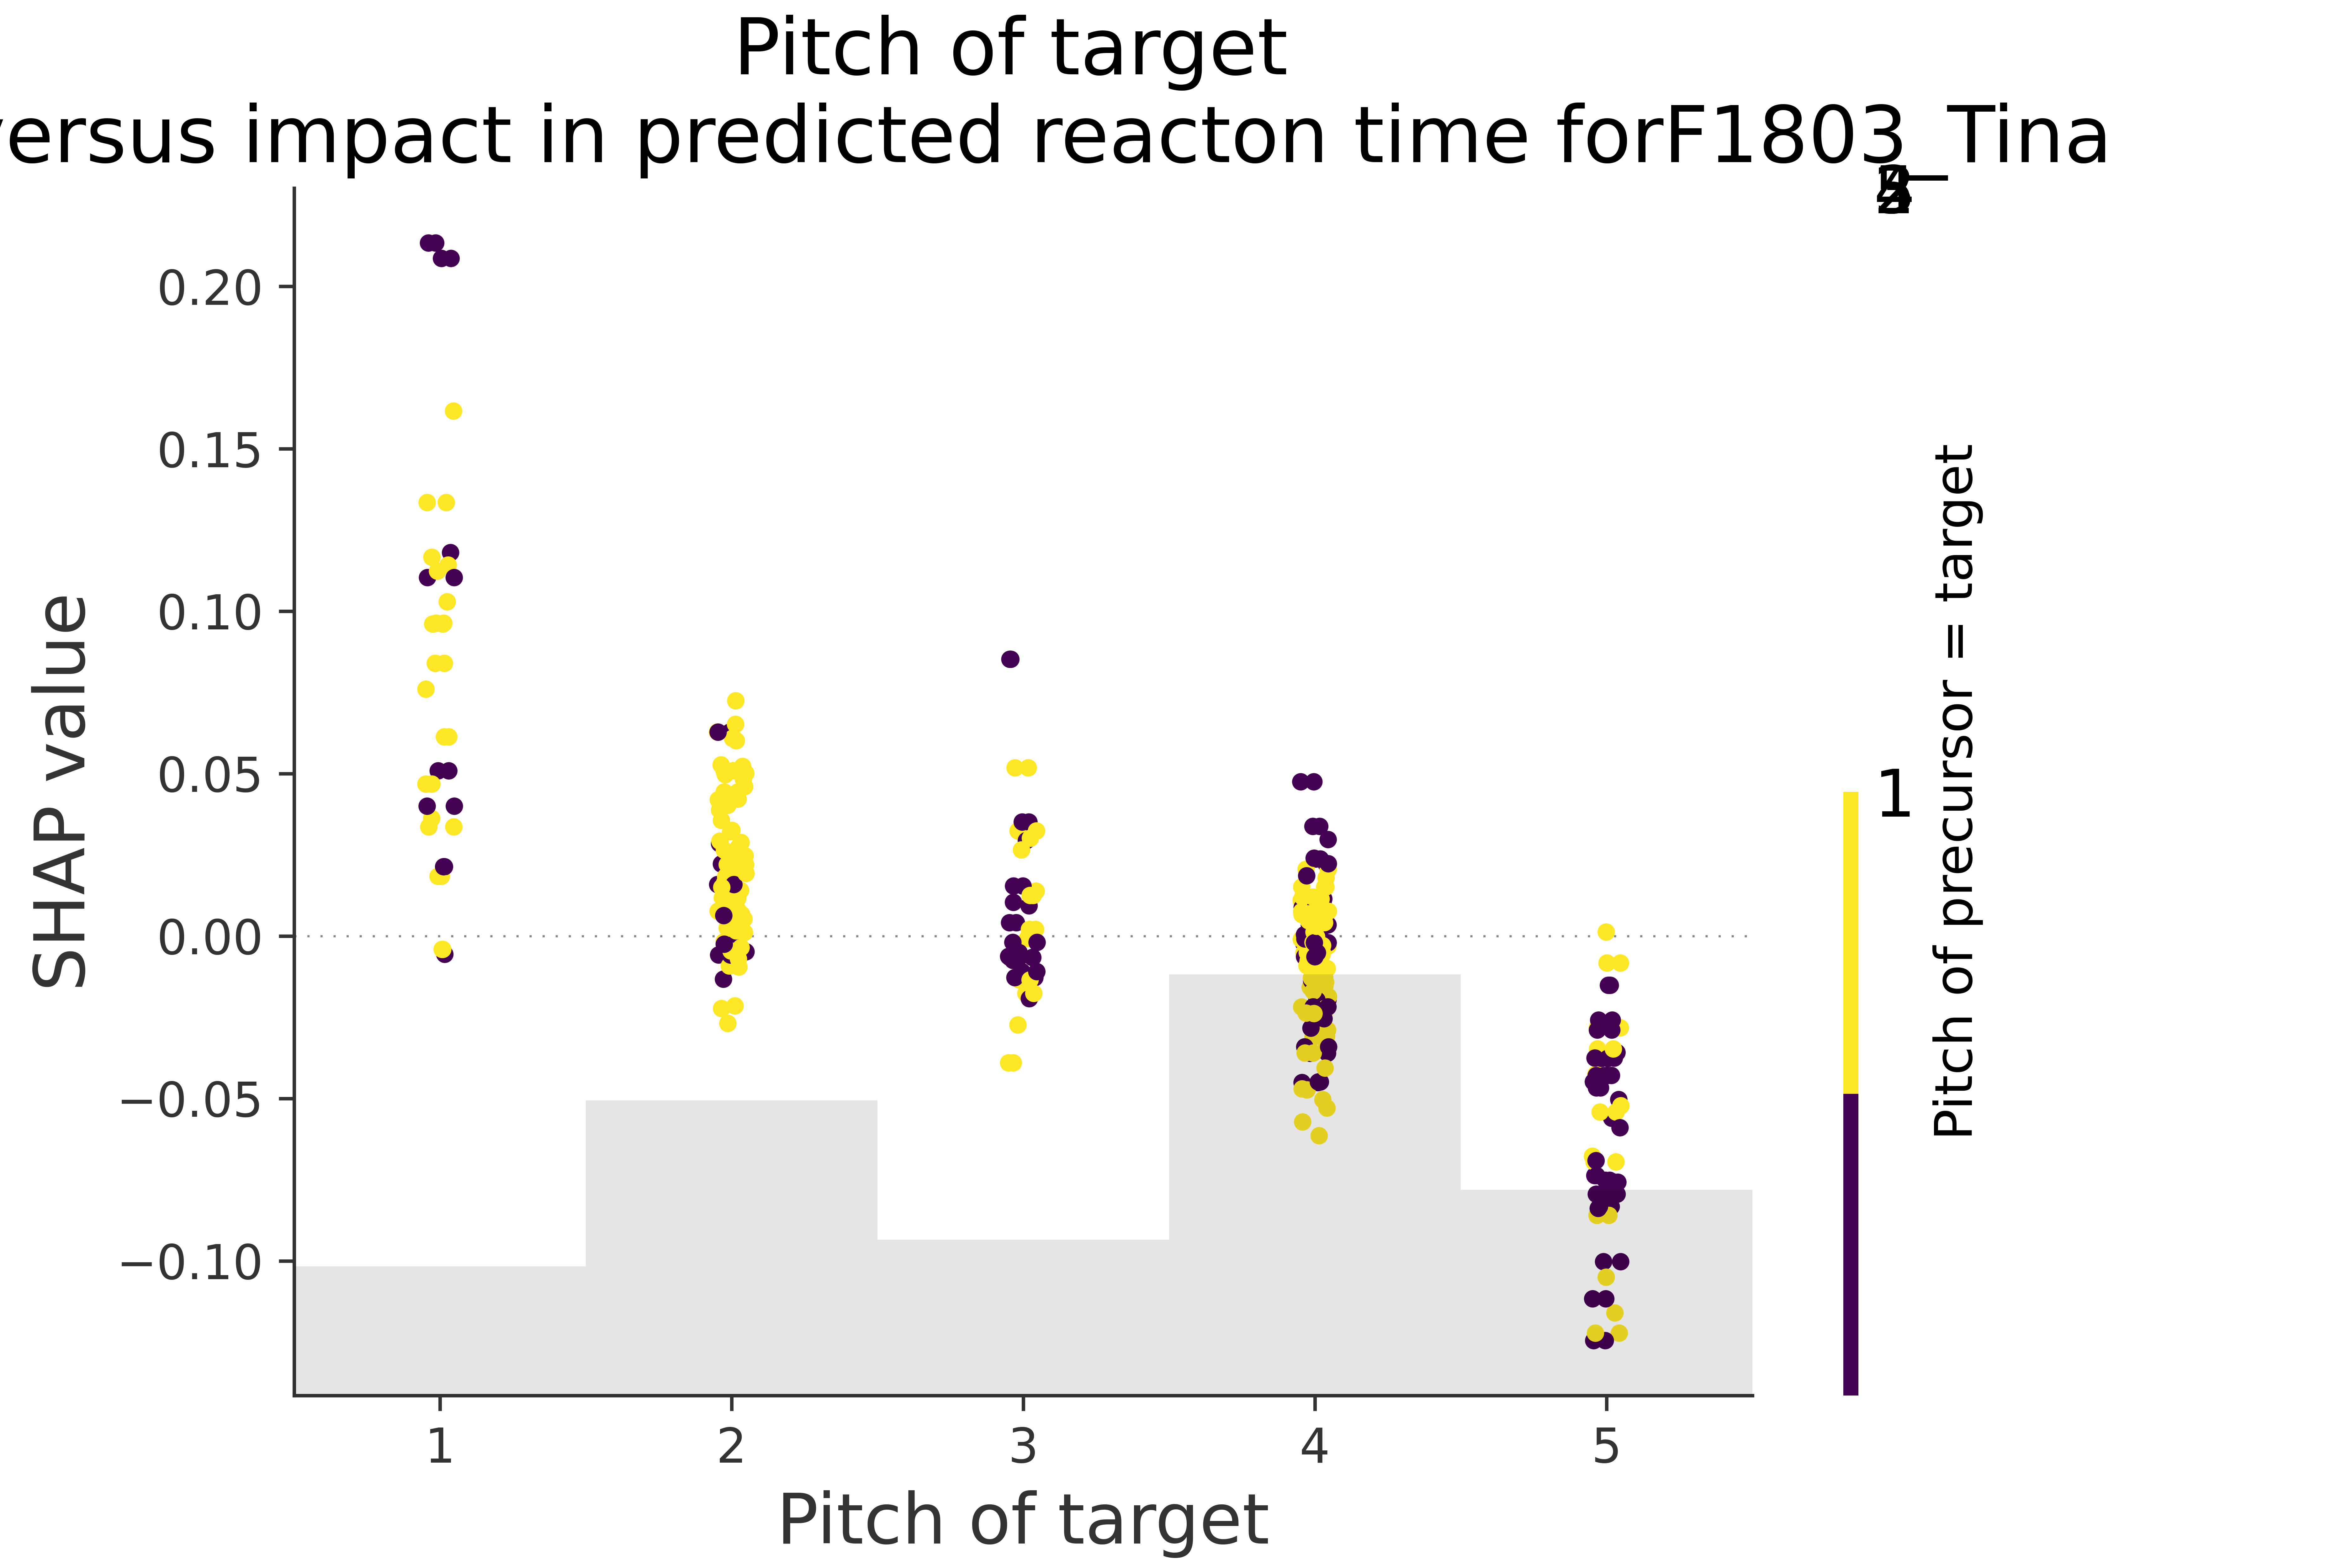 Pitch of target
versus impact in predicted reacton time forF1803_Tina
0.20
0.15
0.10
0.05
0.00
−0.05
−0.10
SHAP value
1 2 3 4 5
Pitch of target
1
Pitch of precursor = target